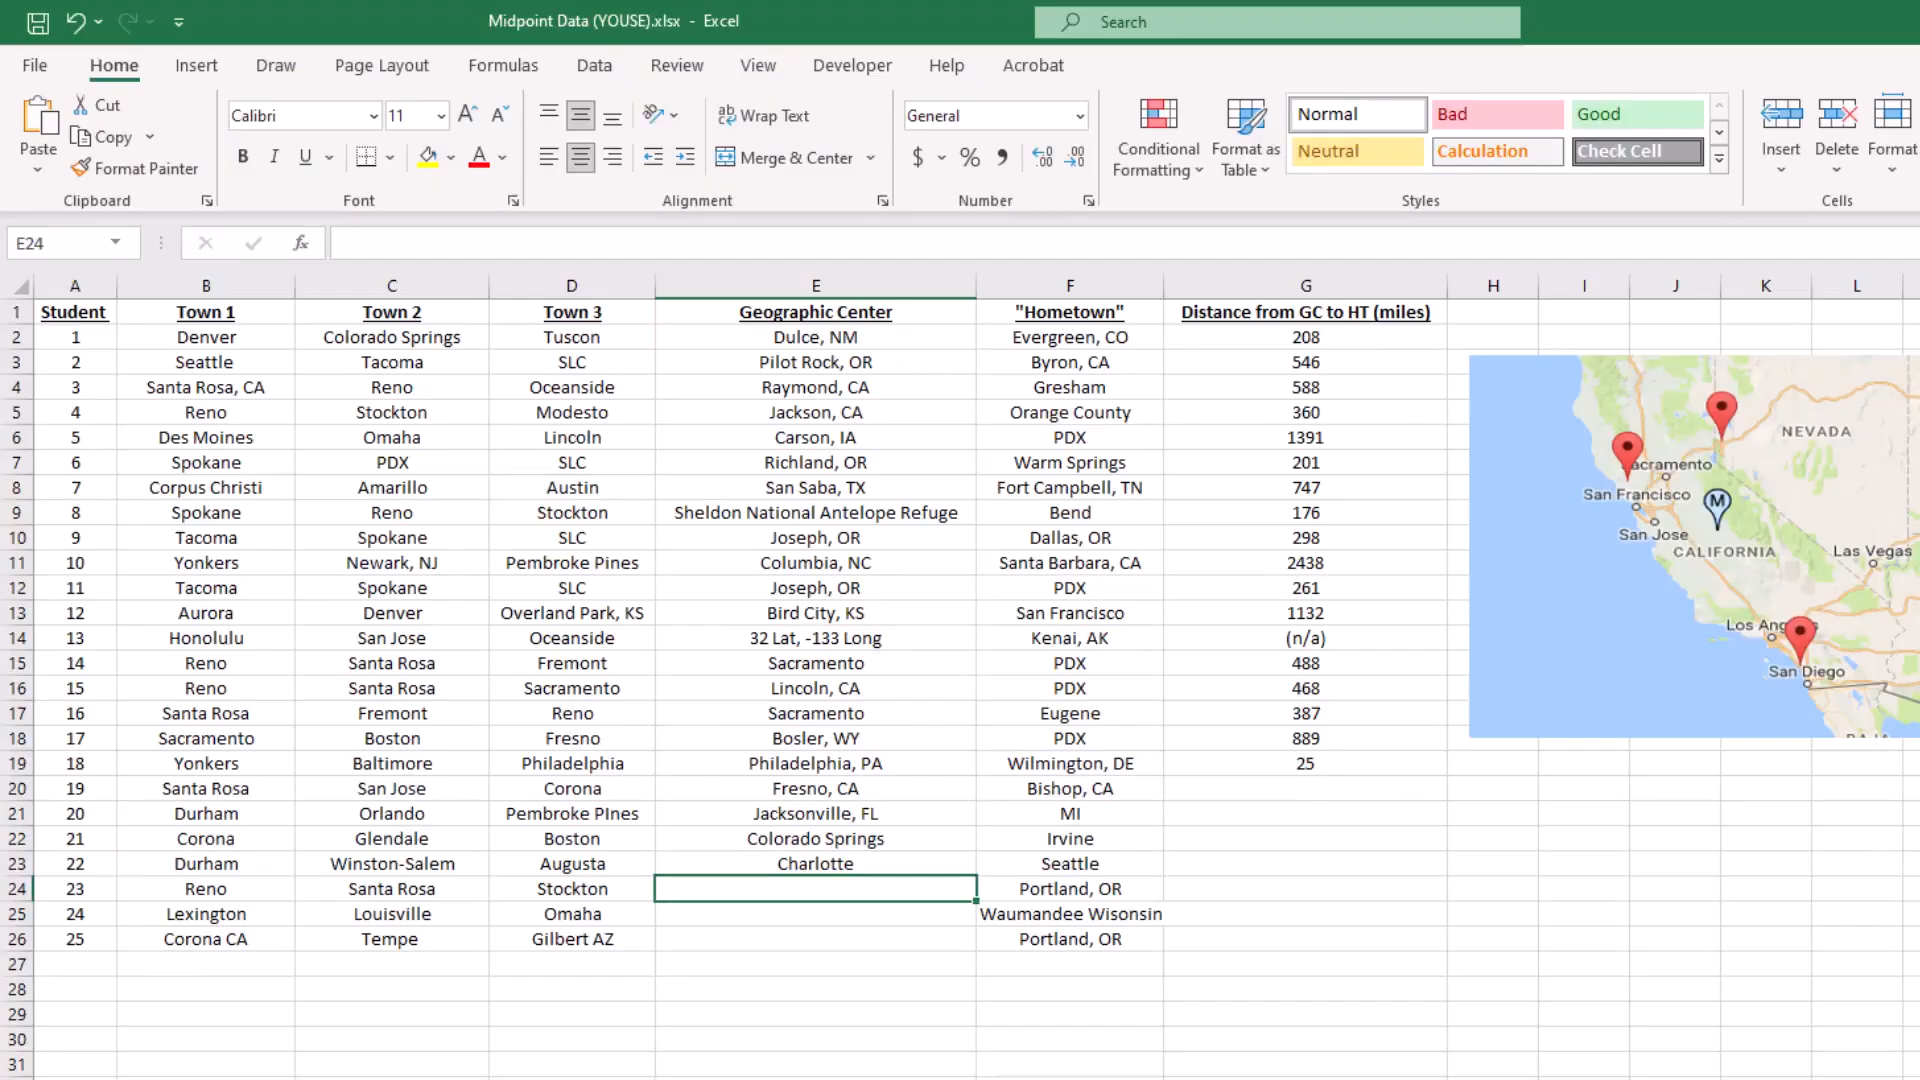 Midpoint Data (YOUSE).xlsx - Excel
Search
File Home Insert Draw Page Layout Formulas Data Review View Developer Help Acrobat
Paste
Cut
Copy
Format Painter
Clipboard
Calibri 11
B I U
Font
Wrap Text
Merge & Center
Alignment
General
$ % 9
Number
Conditional Formatting
Format as Table
Normal Bad Good
Neutral Calculation Check Cell
Styles
Insert Delete Format
Cells
E24 fx
A B C D E F G H I J K L
1 Student Town 1 Town 2 Town 3 Geographic Center "Hometown" Distance from GC to HT (miles)
2 1 Denver Colorado Springs Tuscon Dulce, NM Evergreen, CO 208
3 2 Seattle Tacoma SLC Pilot Rock, OR Byron, CA 546
4 3 Santa Rosa, CA Reno Oceanside Raymond, CA Gresham 588
5 4 Reno Stockton Modesto Jackson, CA Orange County 360
6 5 Des Moines Omaha Lincoln Carson, IA PDX 1391
7 6 Spokane PDX SLC Richland, OR Warm Springs 201
8 7 Corpus Christi Amarillo Austin San Saba, TX Fort Campbell, TN 747
9 8 Spokane Reno Stockton Sheldon National Antelope Refuge Bend 176
10 9 Tacoma Spokane SLC Joseph, OR Dallas, OR 298
11 10 Yonkers Newark, NJ Pembroke Pines Columbia, NC Santa Barbara, CA 2438
12 11 Tacoma Spokane SLC Joseph, OR PDX 261
13 12 Aurora Denver Overland Park, KS Bird City, KS San Francisco 1132
14 13 Honolulu San Jose Oceanside 32 Lat, -133 Long Kenai, AK (n/a)
15 14 Reno Santa Rosa Fremont Sacramento PDX 488
16 15 Reno Santa Rosa Sacramento Lincoln, CA PDX 468
17 16 Santa Rosa Fremont Reno Sacramento Eugene 387
18 17 Sacramento Boston Fresno Bosler, WY PDX 889
19 18 Yonkers Baltimore Philadelphia Philadelphia, PA Wilmington, DE 25
20 19 Santa Rosa San Jose Corona Fresno, CA Bishop, CA
21 20 Durham Orlando Pembroke PInes Jacksonville, FL MI
22 21 Corona Glendale Boston Colorado Springs Irvine
23 22 Durham Winston-Salem Augusta Charlotte Seattle
24 23 Reno Santa Rosa Stockton Portland, OR
25 24 Lexington Louisville Omaha Waumandee Wisonsin
26 25 Corona CA Tempe Gilbert AZ Portland, OR
27
28
29
30
31
NEVADA
Sacramento
San Francisco
M
San Jose
CALIFORNIA
Las Vegas
Los Ang
San Diego